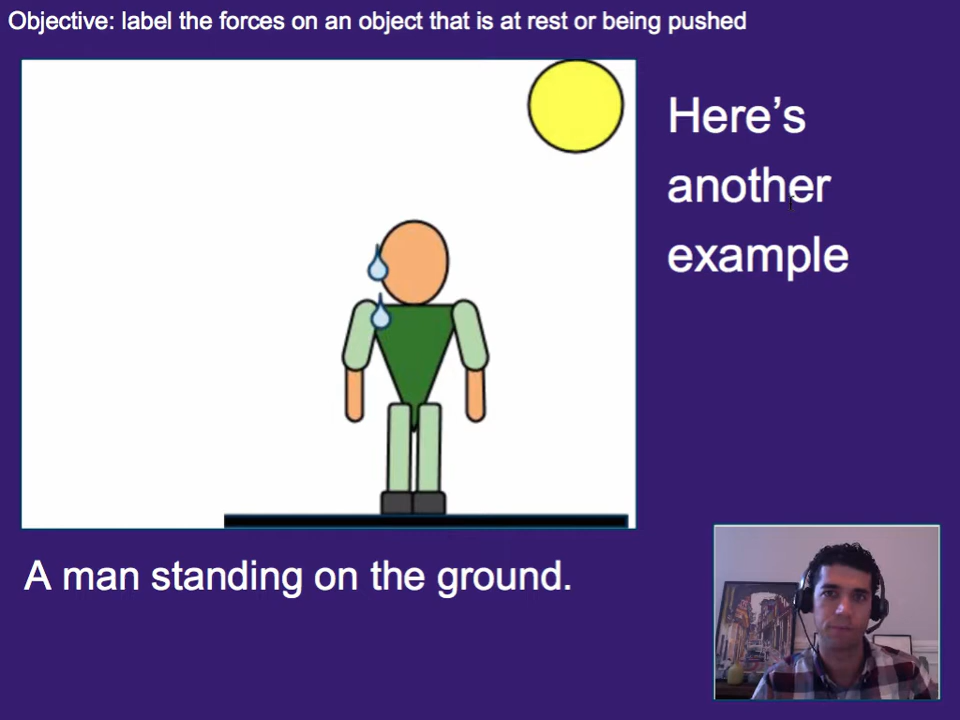 Objective: label the forces on an object that is at rest or being pushed
Here’s
another
example
A man standing on the ground.